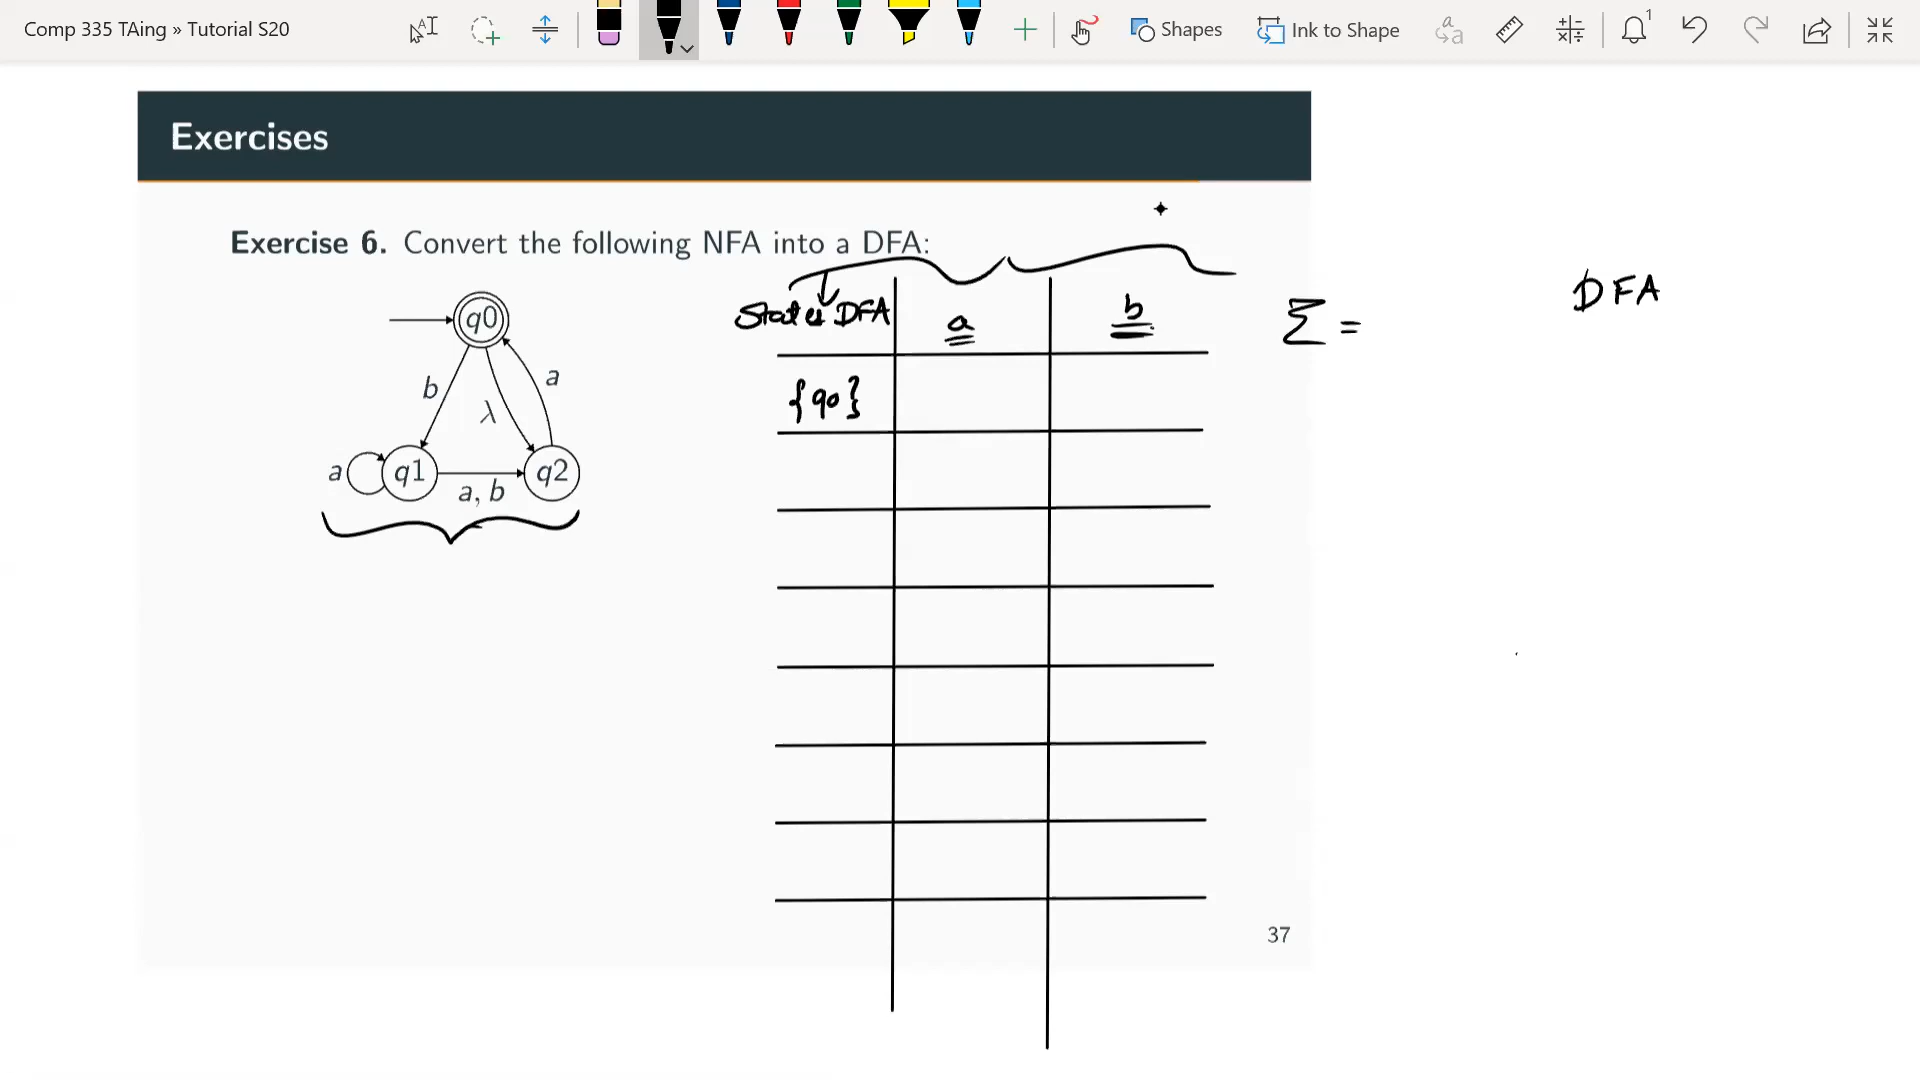 Comp 335 TAing » Tutorial S20
Shapes
Ink to Shape
1
Exercises
Exercise 6. Convert the following NFA into a DFA:
States DFA a b
Σ =
DFA
q0
{q0}
b λ a
a q1 a, b q2
37